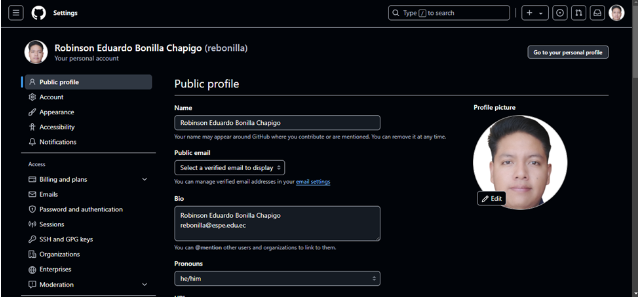 Settings
Type / to search
Robinson Eduardo Bonilla Chapigo (rebonilla)
Your personal account
Go to your personal profile
Public profile
Account
Appearance
Accessibility
Notifications
Access
Billing and plans
Emails
Password and authentication
Sessions
SSH and GPG keys
Organizations
Enterprises
Moderation
Public profile
Name
Robinson Eduardo Bonilla Chapigo
Your name may appear around GitHub where you contribute or are mentioned. You can remove it at any time.
Public email
Select a verified email to display
You can manage verified email addresses in your email settings
Bio
Robinson Eduardo Bonilla Chapigo
rebonilla@espe.edu.ec
You can @mention other users and organizations to link to them.
Pronouns
he/him
Profile picture
Edit